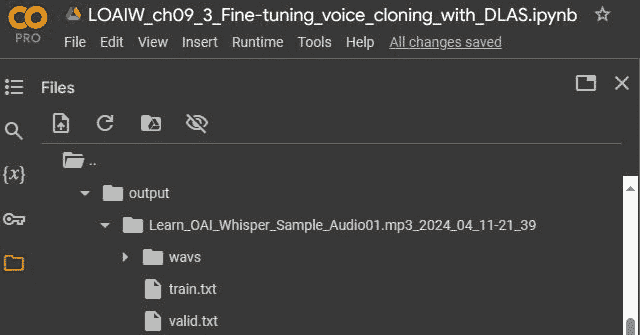 LOAIW_ch09_3_Fine-tuning_voice_cloning_with_DLAS.ipynb
PRO
File Edit View Insert Runtime Tools Help All changes saved
Files
{x}
..
output
Learn_OAI_Whisper_Sample_Audio01.mp3_2024_04_11-21_39
wavs
train.txt
valid.txt